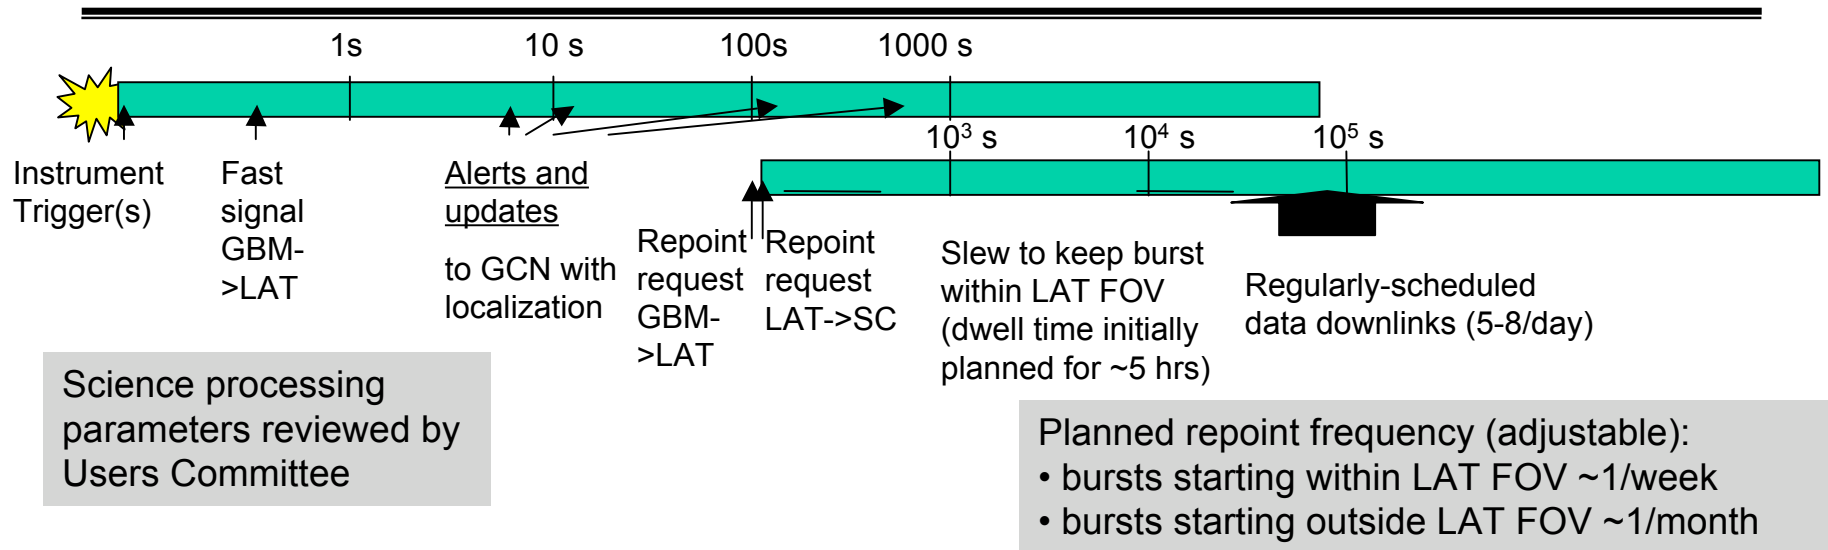 1s 10 s 100s 1000 s
10³ s 10⁴ s 10⁵ s
Instrument
Trigger(s)
Fast
signal
GBM-
>LAT
Alerts and
updates
to GCN with
localization
Repoint
request
GBM-
>LAT
Repoint
request
LAT->SC
Slew to keep burst
within LAT FOV
(dwell time initially
planned for ~5 hrs)
Regularly-scheduled
data downlinks (5-8/day)
Science processing
parameters reviewed by
Users Committee
Planned repoint frequency (adjustable):
• bursts starting within LAT FOV ~1/week
• bursts starting outside LAT FOV ~1/month